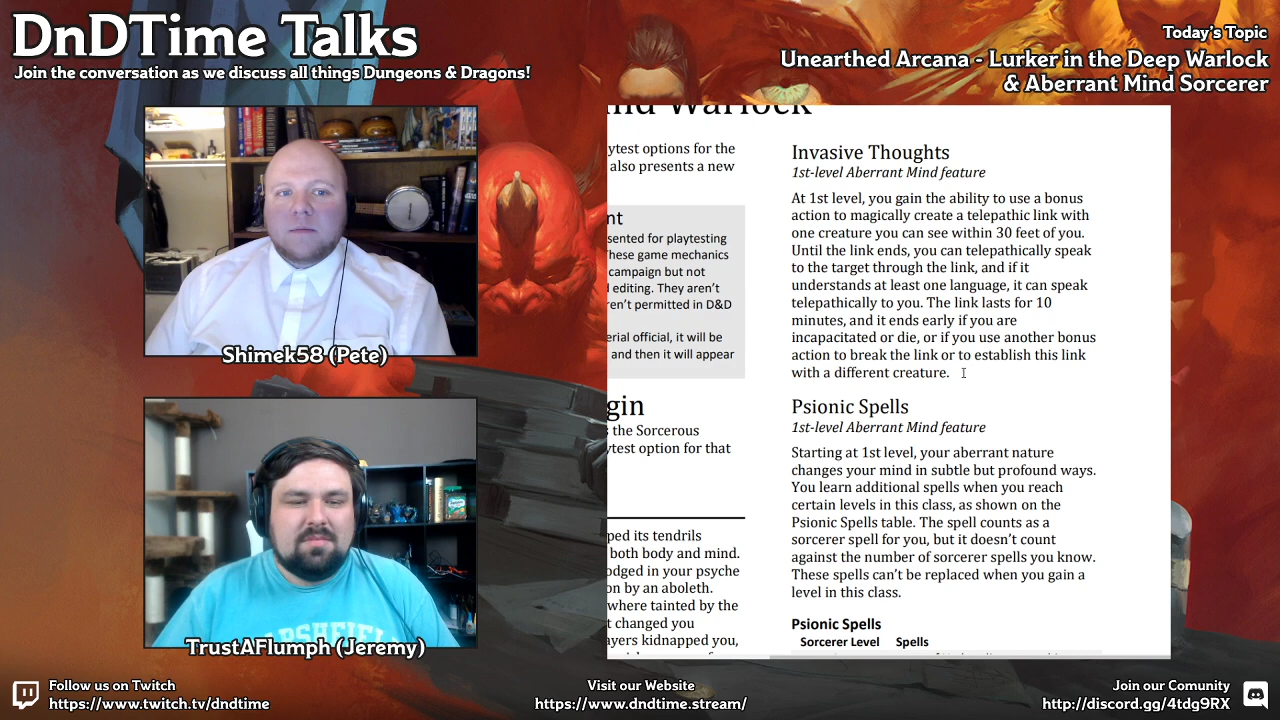 DnDTime Talks
Join the conversation as we discuss all things Dungeons & Dragons!
Today's Topic
Unearthed Arcana - Lurker in the Deep Warlock
& Aberrant Mind Sorcerer
Shimek58 (Pete)
TrustAFlumph (Jeremy)
Warlock
ytest options for the
also presents a new
nt
sented for playtesting
These game mechanics
campaign but not
editing. They aren't
ren't permitted in D&D
erial official, it will be
and then it will appear
gin
s the Sorcerous
ytest option for that
ped its tendrils
both body and mind.
odged in your psyche
on by an aboleth.
where tainted by the
t changed you
ayers kidnapped you,
Invasive Thoughts
1st-level Aberrant Mind feature
At 1st level, you gain the ability to use a bonus
action to magically create a telepathic link with
one creature you can see within 30 feet of you.
Until the link ends, you can telepathically speak
to the target through the link, and if it
understands at least one language, it can speak
telepathically to you. The link lasts for 10
minutes, and it ends early if you are
incapacitated or die, or if you use another bonus
action to break the link or to establish this link
with a different creature.
Psionic Spells
1st-level Aberrant Mind feature
Starting at 1st level, your aberrant nature
changes your mind in subtle but profound ways.
You learn additional spells when you reach
certain levels in this class, as shown on the
Psionic Spells table. The spell counts as a
sorcerer spell for you, but it doesn't count
against the number of sorcerer spells you know.
These spells can't be replaced when you gain a
level in this class.
Psionic Spells
Sorcerer Level Spells
Follow us on Twitch
https://www.twitch.tv/dndtime
Visit our Website
https://www.dndtime.stream/
Join our Comunity
http://discord.gg/4tdg9RX